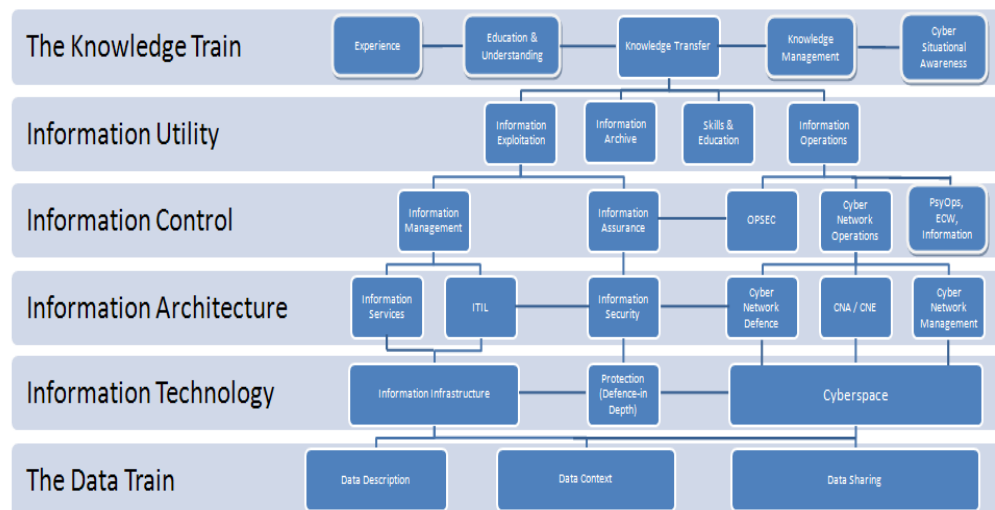 The Knowledge Train
Experience
Education &
Understanding
Knowledge Transfer
Knowledge
Management
Cyber
Situational
Awareness
Information Utility
Information
Exploitation
Information
Archive
Skills &
Education
Information
Operations
Information Control
Information
Management
Information
Assurance
OPSEC
Cyber
Network
Operations
PsyOps,
ECW,
Information
Information Architecture
Information
Services
ITIL
Information
Security
Cyber
Network
Defence
CNA / CNE
Cyber
Network
Management
Information Technology
Information Infrastructure
Protection
(Defence-in
Depth)
Cyberspace
The Data Train
Data Description
Data Context
Data Sharing